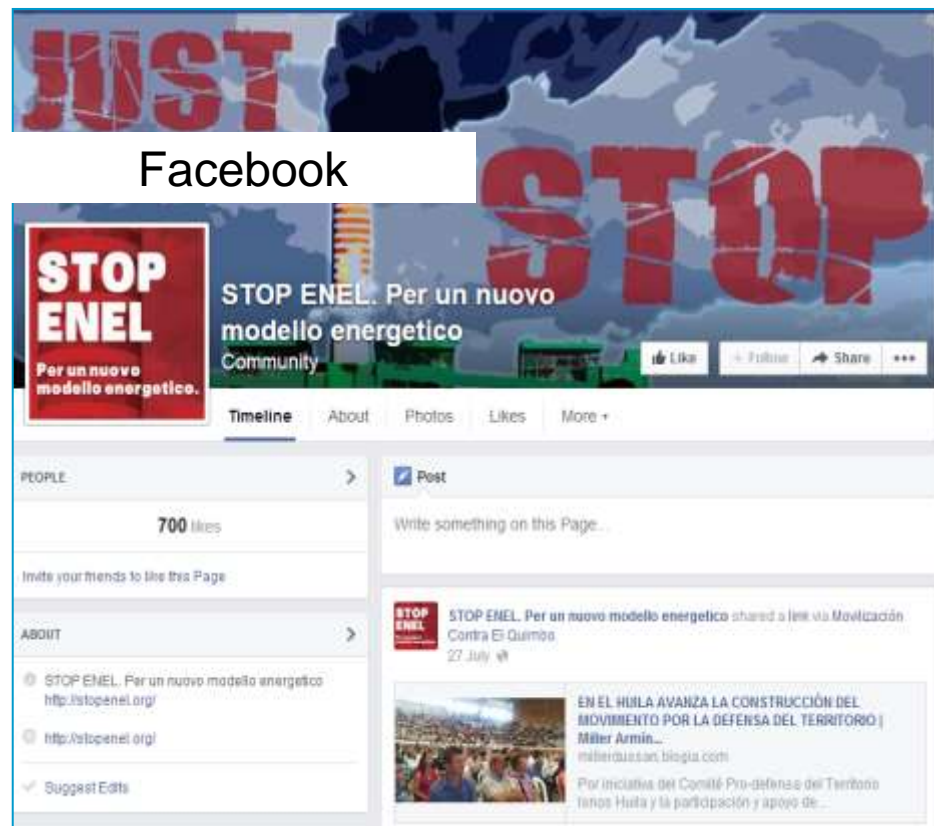 JUST
STOP
Facebook
STOP
ENEL
Per un nuovo
modello energetico.
STOP ENEL. Per un nuovo
modello energetico
Community
Like
+ Follow
Share
Timeline About Photos Likes More
PEOPLE
700 likes
Invite your friends to like this Page
ABOUT
STOP ENEL. Per un nuovo modello energetico
http://stopenel.org/
http://stopenel.org/
Suggest Edits
Post
Write something on this Page...
STOP
ENEL
STOP ENEL. Per un nuovo modello energetico shared a link via Movilización
Contra El Quimbo.
27 July
EN EL HUILA AVANZA LA CONSTRUCCIÓN DEL
MOVIMIENTO POR LA DEFENSA DEL TERRITORIO |
Miller Armín...
millerdussan.blogia.com
Por iniciativa del Comité Pro-defensa del Territorio
Huila y la participación y apoyo de...